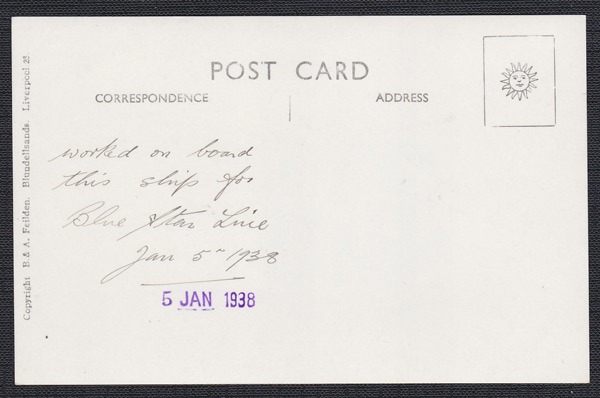 POST CARD
CORRESPONDENCE
ADDRESS
worked on board
this ship for
Blue Star Line
Jan 5" 1938
5 JAN 1938
Copyright B & A. Feilden. Blundellsands. Liverpool 23.